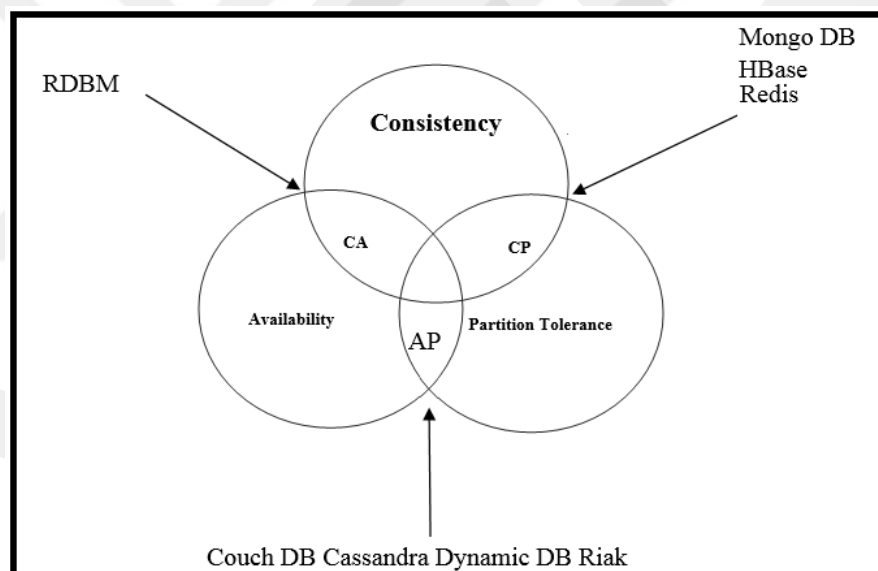 Mongo DB
HBase
Redis
RDBM
Consistency
CA
CP
Availability
Partition Tolerance
AP
Couch DB Cassandra Dynamic DB Riak